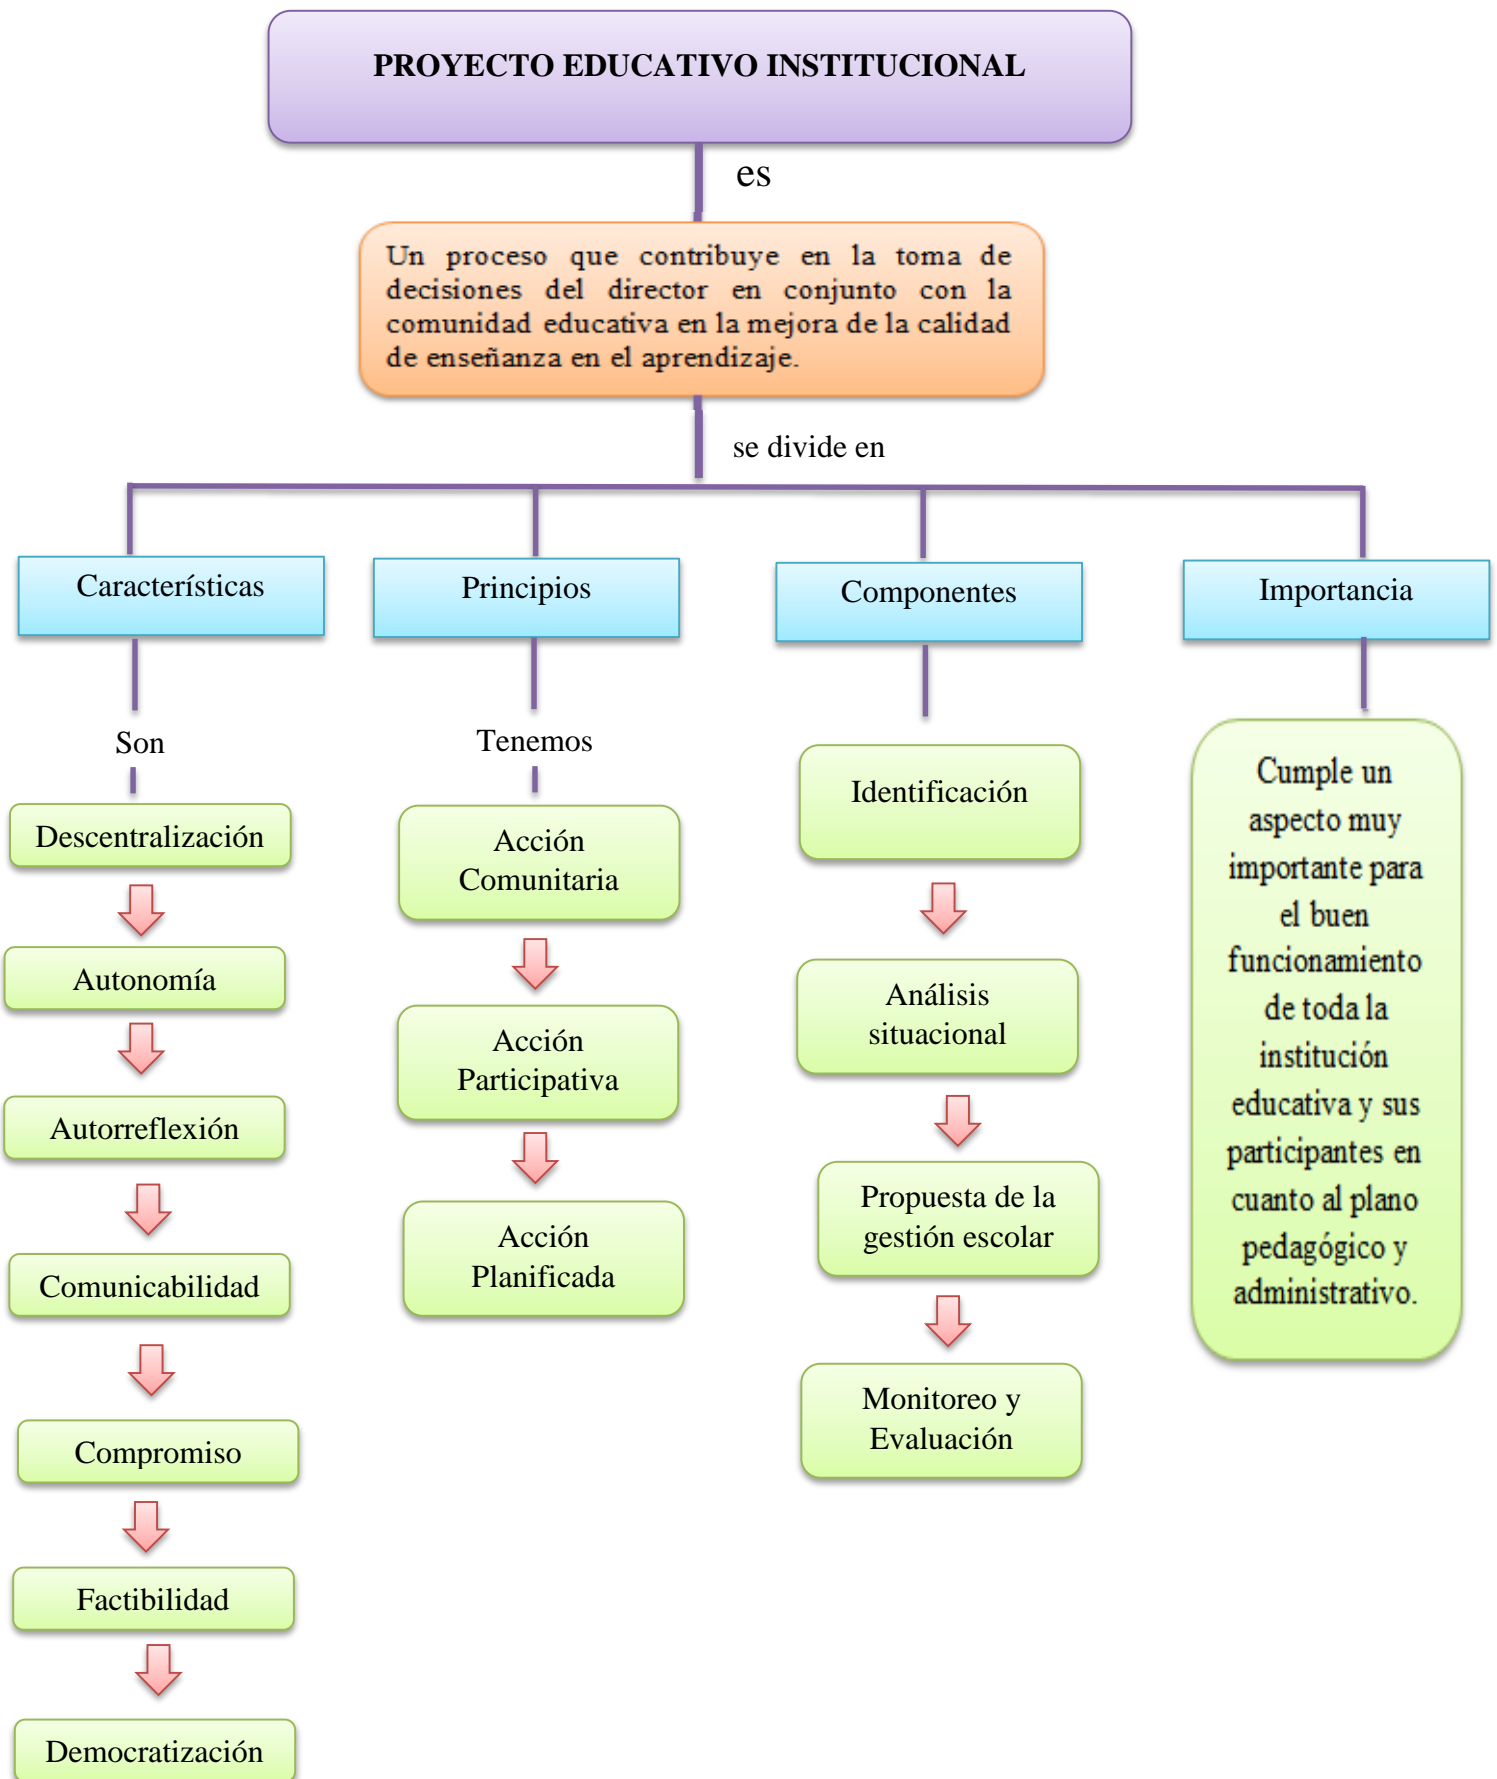 PROYECTO EDUCATIVO INSTITUCIONAL
es
Un proceso que contribuye en la toma de
decisiones del director en conjunto con la
comunidad educativa en la mejora de la calidad
de enseñanza en el aprendizaje.
se divide en
Característicías
Son
Descentralización
Autonomía
Autorreflexión
Comunicabilidad
Compromiso
Factibilidad
Democratización
Principios
Tenemos
Acción
Comunitaria
Acción
Participativa
Acción
Planificada
Componentes
Identificación
Análisis
situacional
Propuesta de la
gestión escolar
Monitoreo y
Evaluación
Importancia
Cumple un
aspecto muy
importante para
el buen
funcionamiento
de toda la
institución
educativa y sus
participantes en
cuanto al plano
pedagógico y
administrativo.